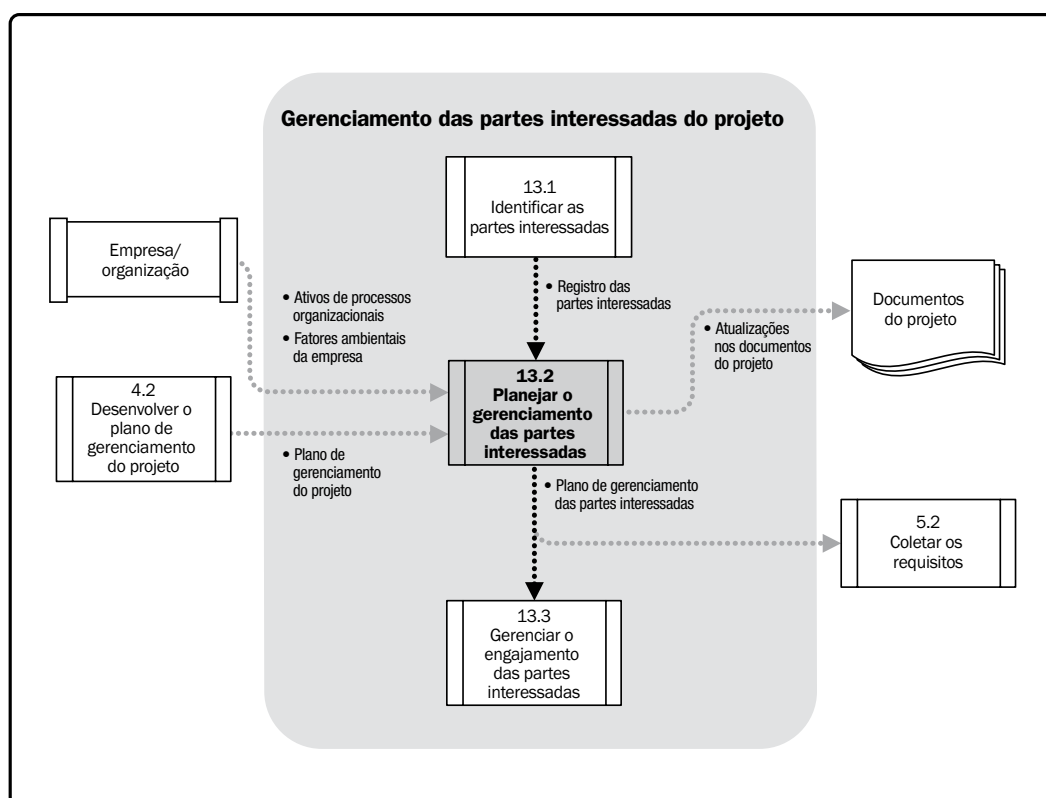 Gerenciamento das partes interessadas do projeto
13.1
Identificar as
partes interessadas
Empresa/
organização
• Ativos de processos
organizacionais
• Fatores ambientais
da empresa
• Registro das
partes interessadas
• Atualizações
nos documentos
do projeto
Documentos
do projeto
4.2
Desenvolver o
plano de
gerenciamento
do projeto
• Plano de
gerenciamento
do projeto
13.2
Planejar o
gerenciamento
das partes
interessadas
• Plano de gerenciamento
das partes interessadas
5.2
Coletar os
requisitos
13.3
Gerenciar o
engajamento
das partes
interessadas